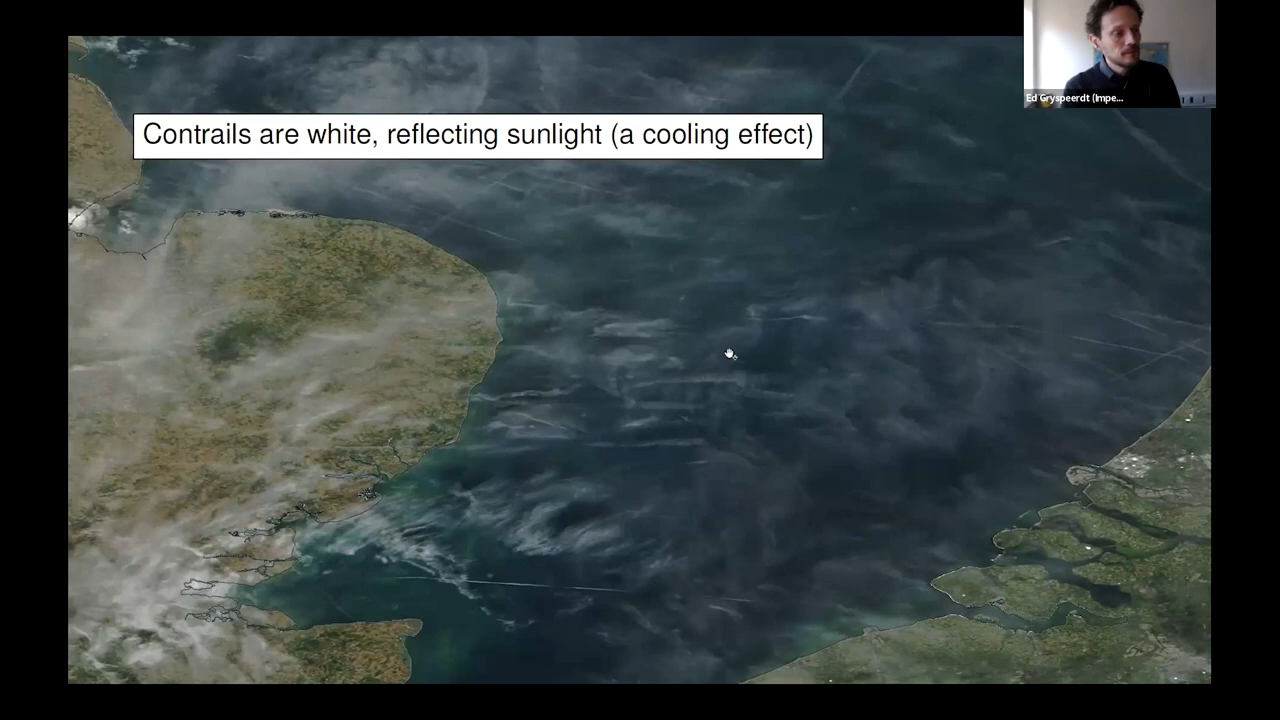 Contrails are white, reflecting sunlight (a cooling effect)
Ed Gryspeerdt (Impe...